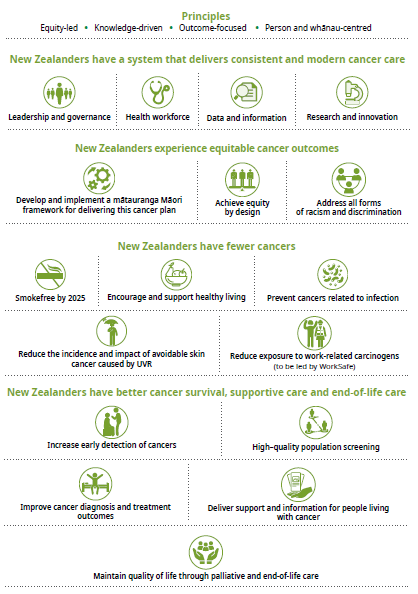 Principles
Equity-led • Knowledge-driven • Outcome-focused • Person and whānau-centred
New Zealanders have a system that delivers consistent and modern cancer care
Leadership and governance
Health workforce
Data and information
Research and innovation
New Zealanders experience equitable cancer outcomes
Develop and implement a mātauranga Māori
framework for delivering this cancer plan
Achieve equity
by design
Address all forms
of racism and discrimination
New Zealanders have fewer cancers
Smokefree by 2025
Encourage and support healthy living
Prevent cancers related to infection
Reduce the incidence and impact of avoidable skin
cancer caused by UVR
Reduce exposure to work-related carcinogens
(to be led by WorkSafe)
New Zealanders have better cancer survival, supportive care and end-of-life care
Increase early detection of cancers
High-quality population screening
Improve cancer diagnosis and treatment
outcomes
Deliver support and information for people living
with cancer
Maintain quality of life through palliative and end-of-life care